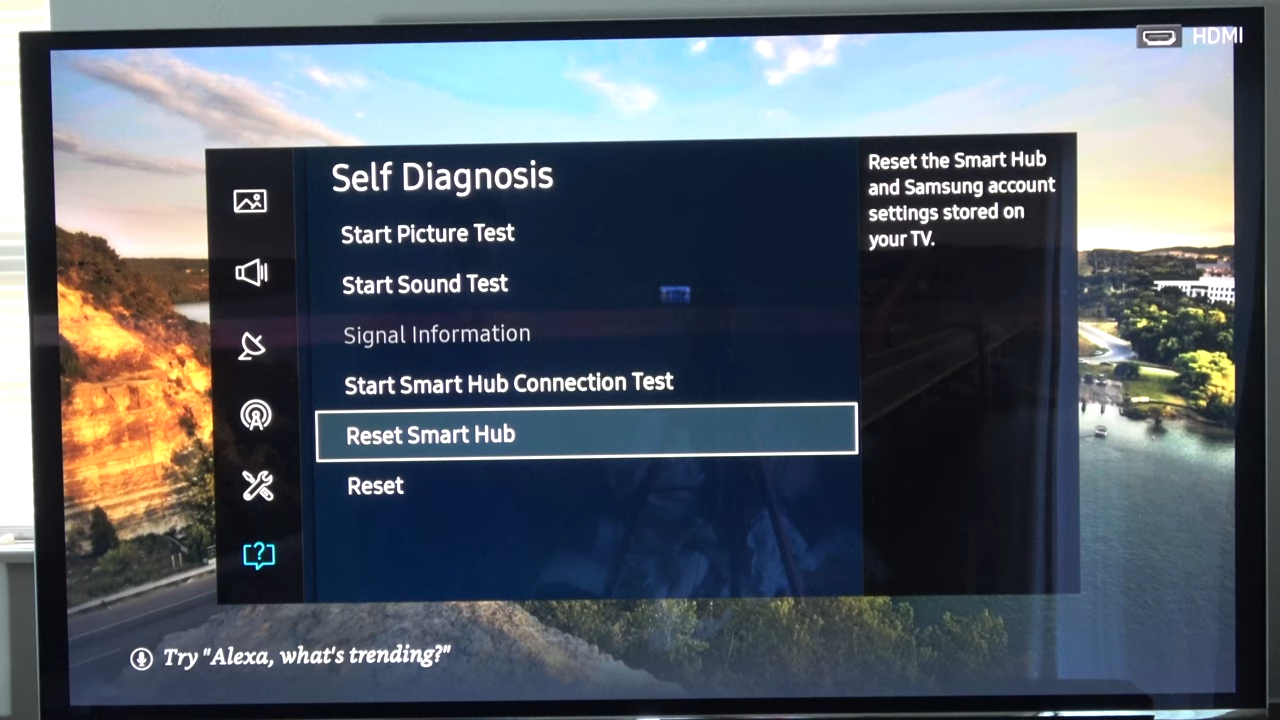 HDMI
Self Diagnosis
Start Picture Test
Start Sound Test
Signal Information
Start Smart Hub Connection Test
Reset Smart Hub
Reset
Reset the Smart Hub
and Samsung account
settings stored on
your TV.
Try "Alexa, what's trending?"